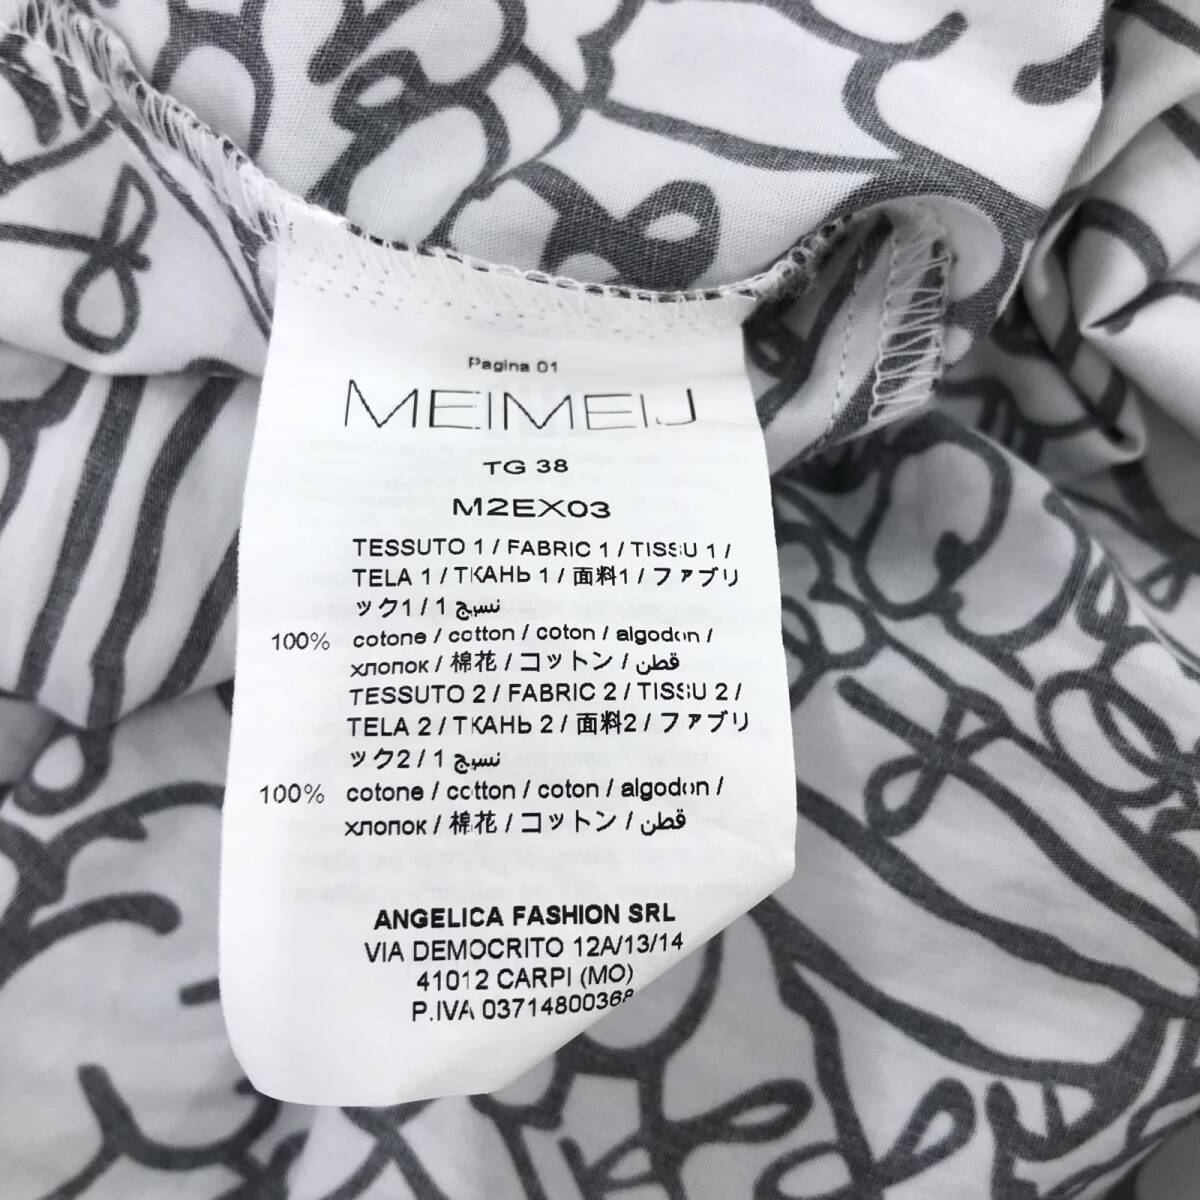 Pagina 01
MEIMEIJ
TG 38
M2EX03
TESSUTO 1 / FABRIC 1 / TISSU 1 /
TELA 1 / ТКАНЬ 1 / 面料1 / ファブリ
ック1 / 1 نسيج
100% cotone / cotton / coton / algodon /
хлопок / 棉花 / コットン / قطن
TESSUTO 2 / FABRIC 2 / TISSU 2 /
TELA 2 / ТКАНЬ 2 / 面料2 / ファブリ
ック2 / 1 نسيج
100% cotone / cotton / coton / algodon /
хлопок / 棉花 / コットン / قطن
ANGELICA FASHION SRL
VIA DEMOCRITO 12A/13/14
41012 CARPI (MO)
P.IVA 03714800368